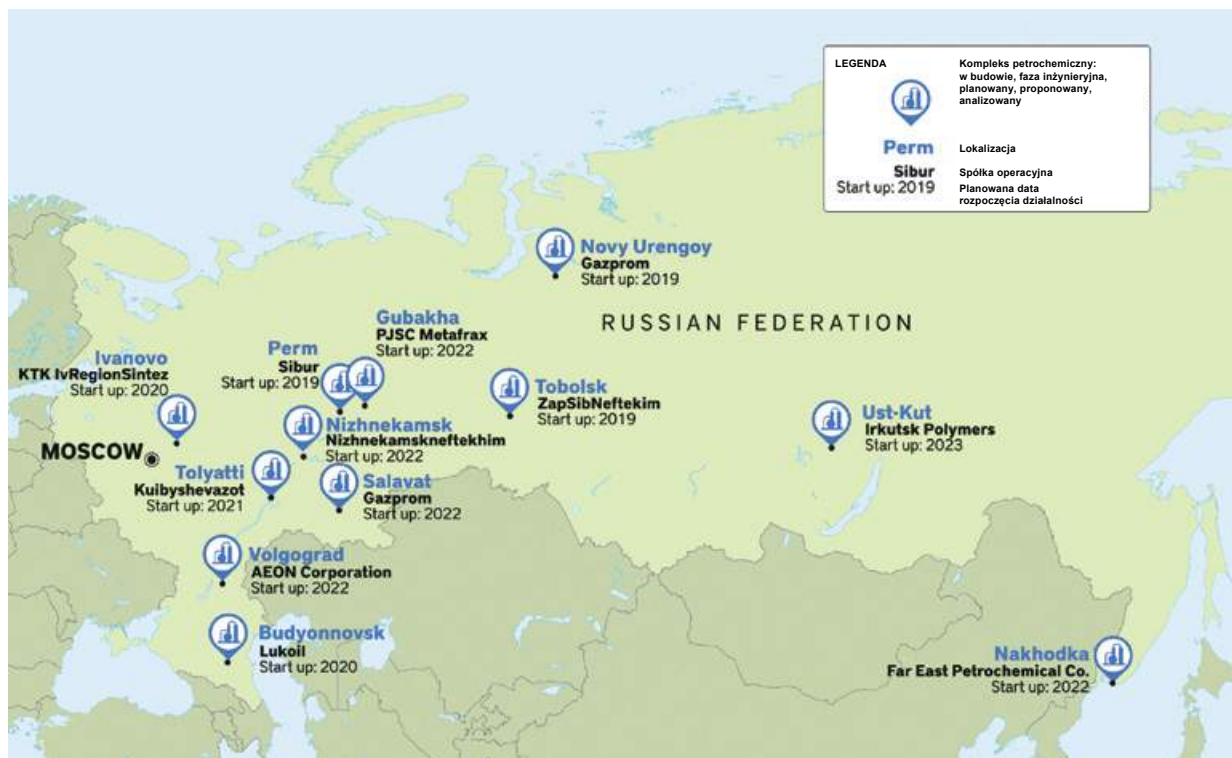 LEGENDA
Kompleks petrochemiczny:
w budowie, faza inżynieryjna,
planowany, proponowany,
analizowany
Perm
Lokalizacja
Sibur
Spółka operacyjna
Start up: 2019
Planowana data
rozpoczęcia działalności
Novy Urengoy
Gazprom
Start up: 2019
RUSSIAN FEDERATION
Gubakha
PJSC Metafrax
Start up: 2022
Perm
Sibur
Start up: 2019
Ivanovo
KTK IvRegionSintez
Start up: 2020
Tobolsk
ZapSibNeftekim
Start up: 2019
Ust-Kut
Irkutsk Polymers
Start up: 2023
Nizhnekamsk
Nizhnekamskneftekhim
Start up: 2022
MOSCOW
Tolyatti
Kuibyshevazot
Start up: 2021
Salavat
Gazprom
Start up: 2022
Volgograd
AEON Corporation
Start up: 2022
Budyonnovsk
Lukoil
Start up: 2020
Nakhodka
Far East Petrochemical Co.
Start up: 2022